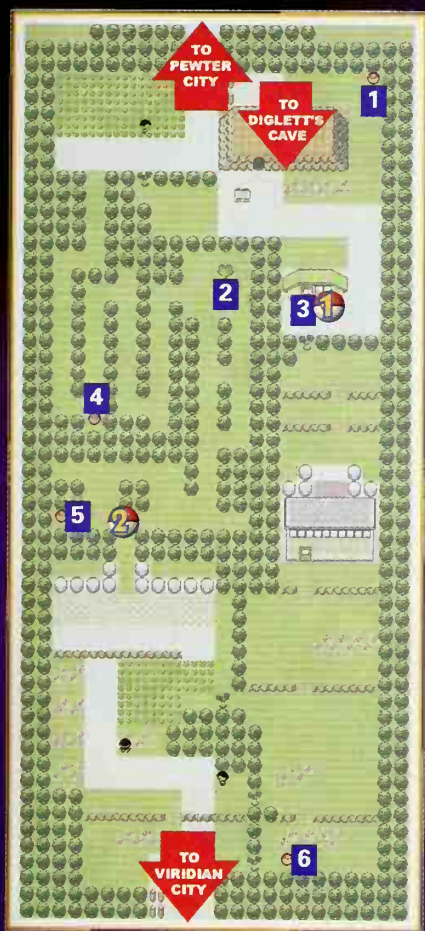 TO
PEWTER
CITY
1
TO
DIGLETT'S
CAVE
2
3
1
4
5
2
6
TO
VIRIDIAN
CITY